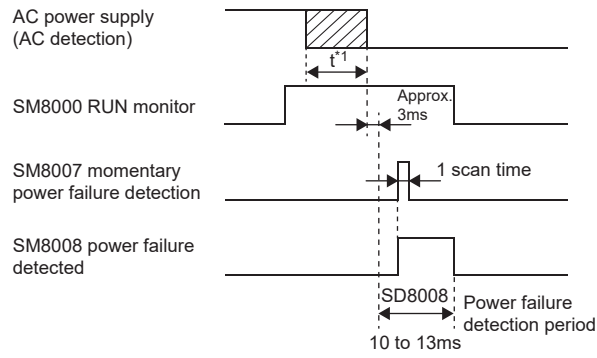 AC power supply
(AC detection)
t*1
SM8000 RUN monitor
Approx.
3ms
SM8007 momentary
power failure detection
1 scan time
SM8008 power failure
detected
SD8008
Power failure
detection period
10 to 13ms